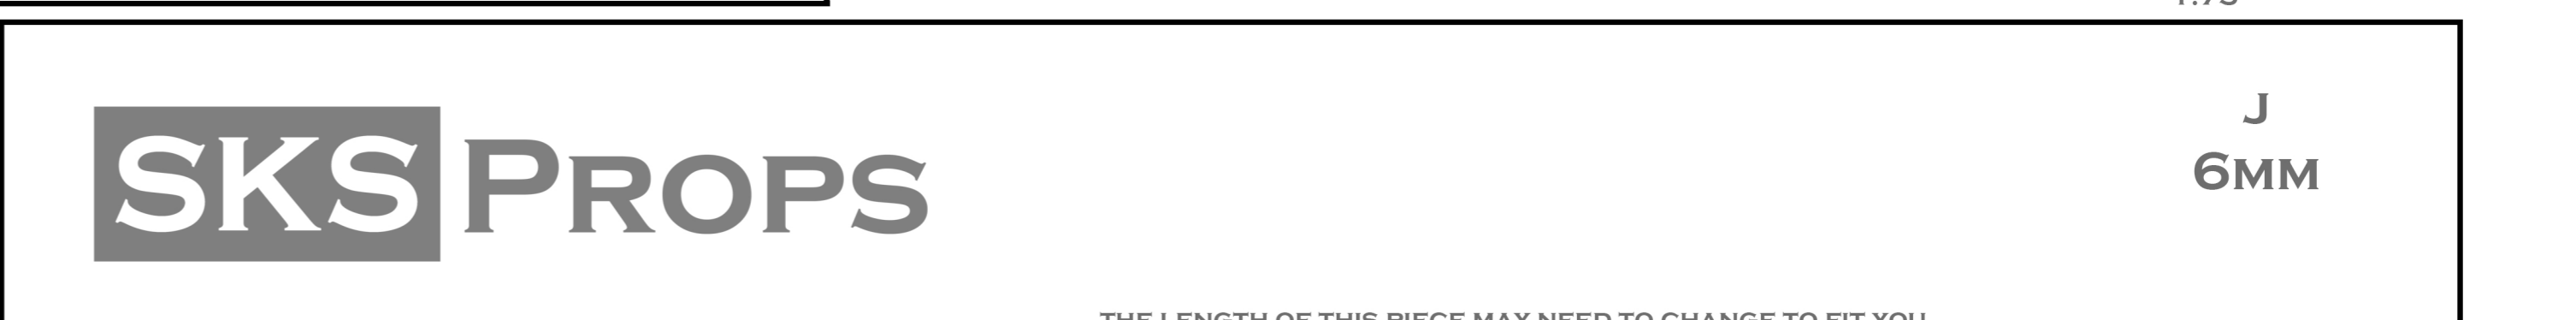 SKS PROPS
J
6MM
THE LENGTH OF THIS PIECE MAY NEED TO CHANGE TO FIT YOU